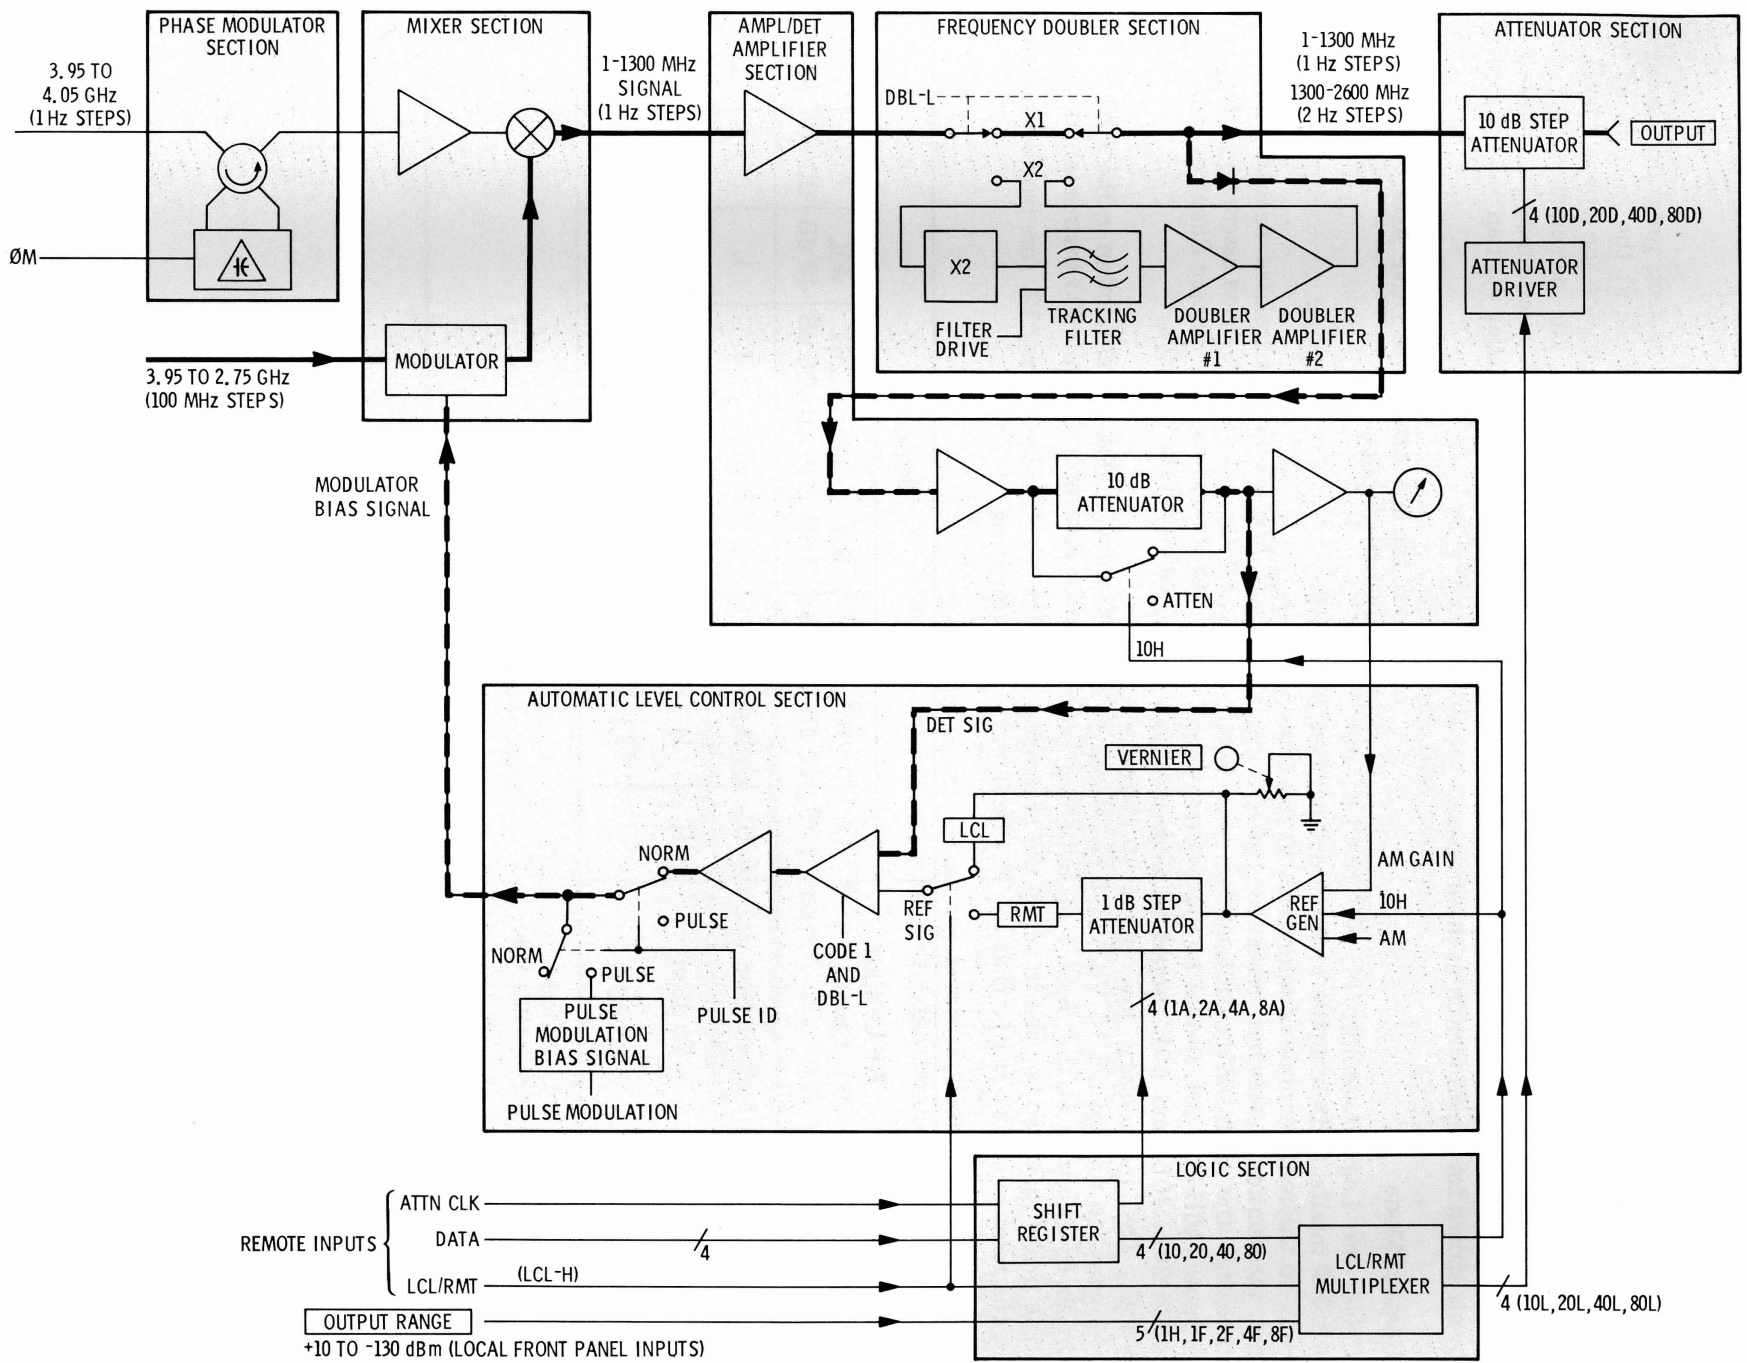 PHASE MODULATOR
SECTION
MIXER SECTION
AMPL/DET
AMPLIFIER
SECTION
FREQUENCY DOUBLER SECTION
1-1300 MHz
(1 Hz STEPS)
1300-2600 MHz
(2 Hz STEPS)
ATTENUATOR SECTION
3.95 TO
4.05 GHz
(1 Hz STEPS)
1-1300 MHz
SIGNAL
(1 Hz STEPS)
DBL-L
X1
X2
10 dB STEP
ATTENUATOR
OUTPUT
4 (10D, 20D, 40D, 80D)
ØM
X2
TRACKING
FILTER
FILTER
DRIVE
DOUBLER
AMPLIFIER
#1
DOUBLER
AMPLIFIER
#2
ATTENUATOR
DRIVER
MODULATOR
3.95 TO 2.75 GHz
(100 MHz STEPS)
MODULATOR
BIAS SIGNAL
10 dB
ATTENUATOR
ATTEN
10H
AUTOMATIC LEVEL CONTROL SECTION
DET SIG
VERNIER
LCL
NORM
PULSE
REF
SIG
RMT
1 dB STEP
ATTENUATOR
REF
GEN
AM GAIN
10H
AM
CODE 1
AND
DBL-L
NORM
PULSE
PULSE ID
PULSE
MODULATION
BIAS SIGNAL
PULSE MODULATION
4 (1A, 2A, 4A, 8A)
LOGIC SECTION
REMOTE INPUTS
ATTN CLK
DATA
4
LCL/RMT
(LCL-H)
SHIFT
REGISTER
4 (10, 20, 40, 80)
LCL/RMT
MULTIPLEXER
4 (10L, 20L, 40L, 80L)
OUTPUT RANGE
5 (1H, 1F, 2F, 4F, 8F)
+10 TO -130 dBm (LOCAL FRONT PANEL INPUTS)